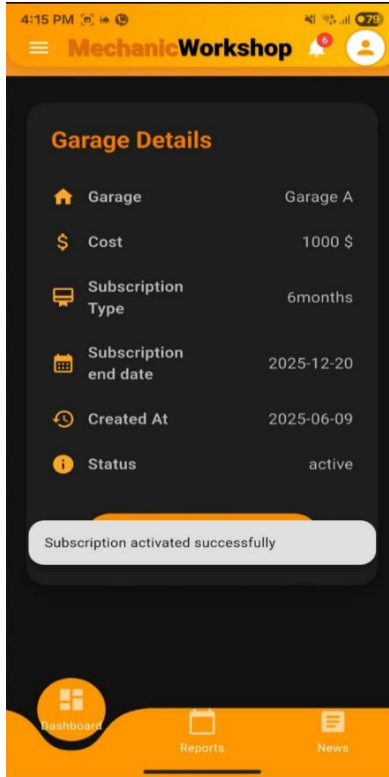 4:15 PM
79
MechanicWorkshop
6
Garage Details
Garage
Garage A
Cost
1000 $
Subscription
Type
6months
Subscription
end date
2025-12-20
Created At
2025-06-09
Status
active
Subscription activated successfully
Dashboard
Reports
News